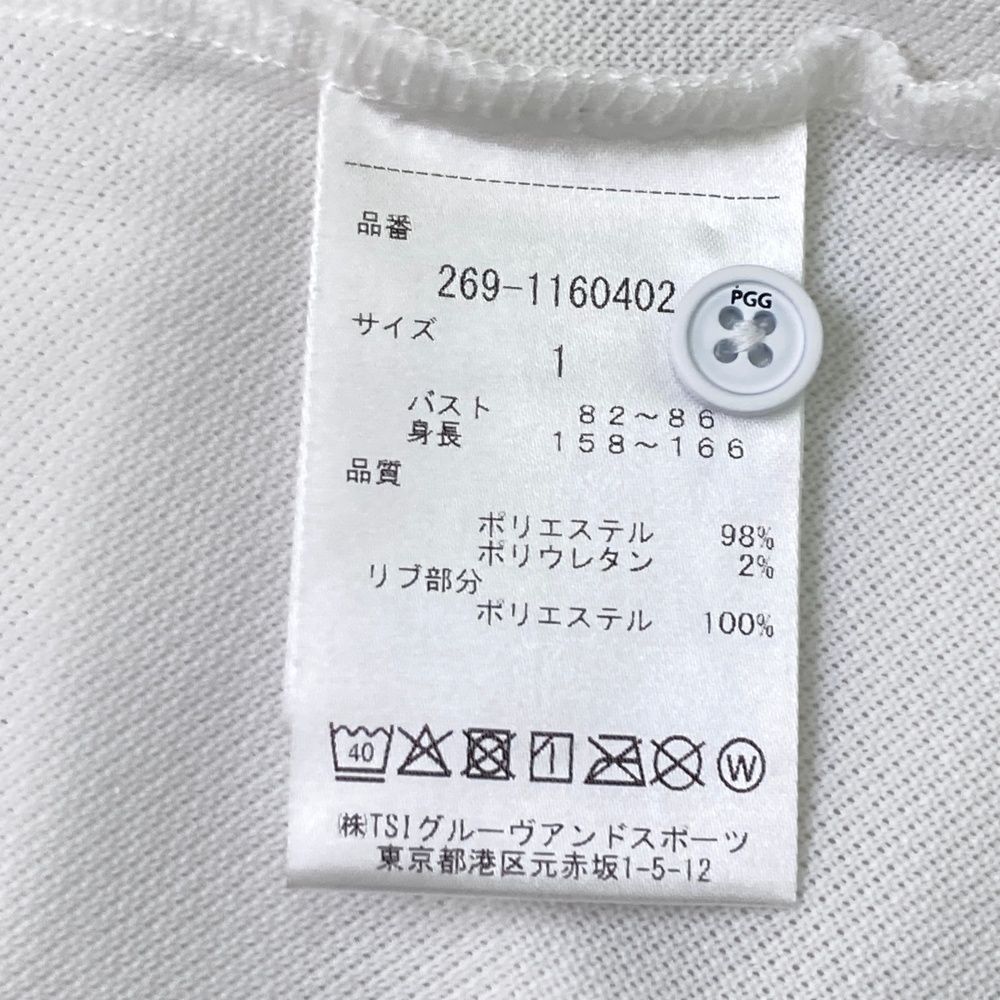 品番
269-1160402
PGG
サイズ
1
バスト 82～86
身長 158～166
品質
ポリエステル 98%
ポリウレタン 2%
リブ部分
ポリエステル 100%
40 W
㈱TSIグルーヴアンドスポーツ
東京都港区元赤坂1-5-12